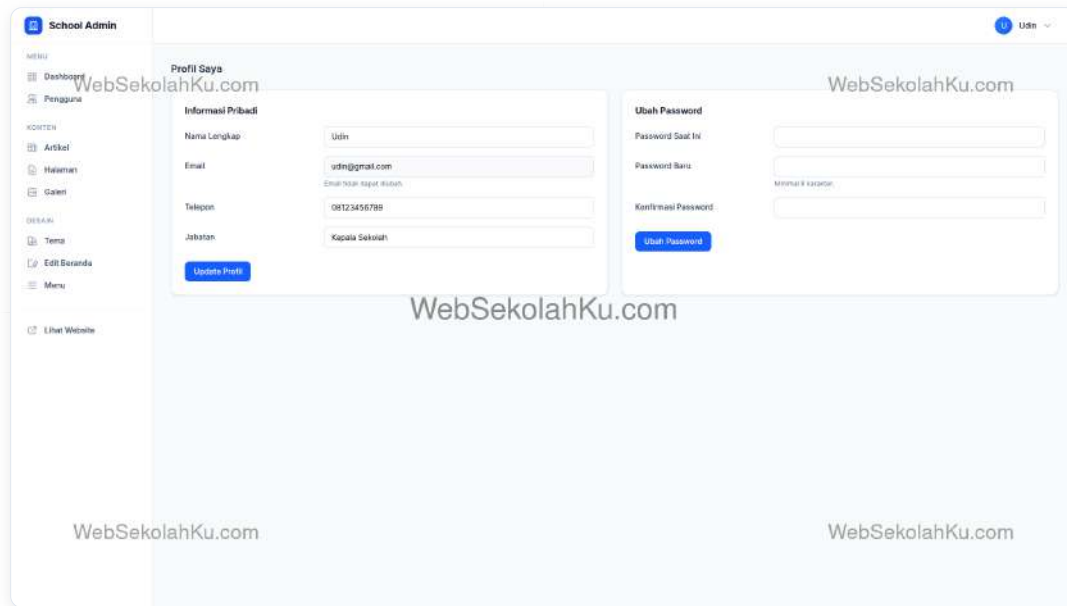 School Admin
U Udin
MENU
Dashboard
Pengguna
KONTEN
Artikel
Halaman
Galeri
DESAIN
Tema
Edit Beranda
Menu
Lihat Website
Profil Saya
Informasi Pribadi
Nama Lengkap Udin
Email udin@gmail.com
Email tidak dapat diubah.
Telepon 08123456789
Jabatan Kepala Sekolah
Update Profil
Ubah Password
Password Saat Ini
Password Baru
Minimal 8 karakter.
Konfirmasi Password
Ubah Password
WebSekolahKu.com
WebSekolahKu.com
WebSekolahKu.com
WebSekolahKu.com
WebSekolahKu.com